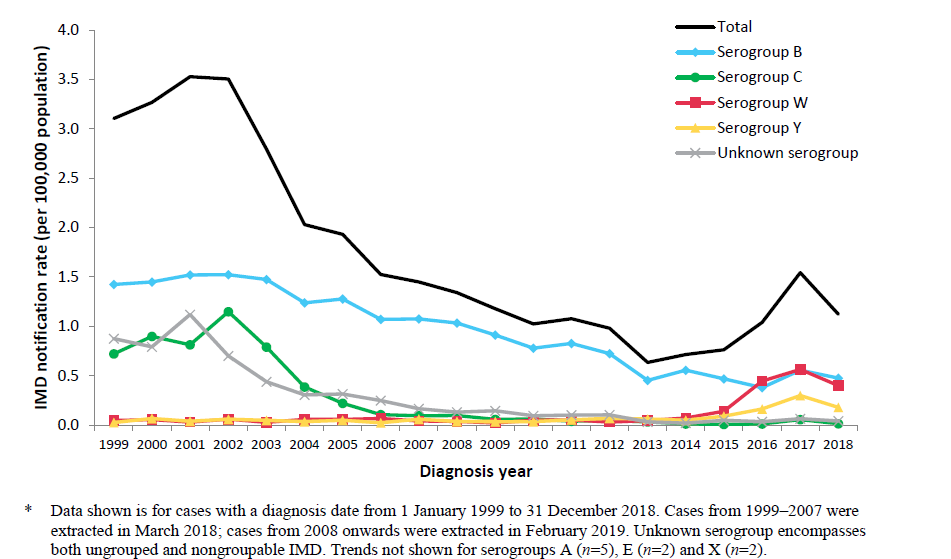 4.0
3.5
3.0
2.5
2.0
1.5
1.0
0.5
0.0
IMD notification rate (per 100,000 population)
Total
Serogroup B
Serogroup C
Serogroup W
Serogroup Y
Unknown serogroup
1999 2000 2001 2002 2003 2004 2005 2006 2007 2008 2009 2010 2011 2012 2013 2014 2015 2016 2017 2018
Diagnosis year
* Data shown is for cases with a diagnosis date from 1 January 1999 to 31 December 2018. Cases from 1999–2007 were
extracted in March 2018; cases from 2008 onwards were extracted in February 2019. Unknown serogroup encompasses
both ungrouped and nongroupable IMD. Trends not shown for serogroups A (n=5), E (n=2) and X (n=2).